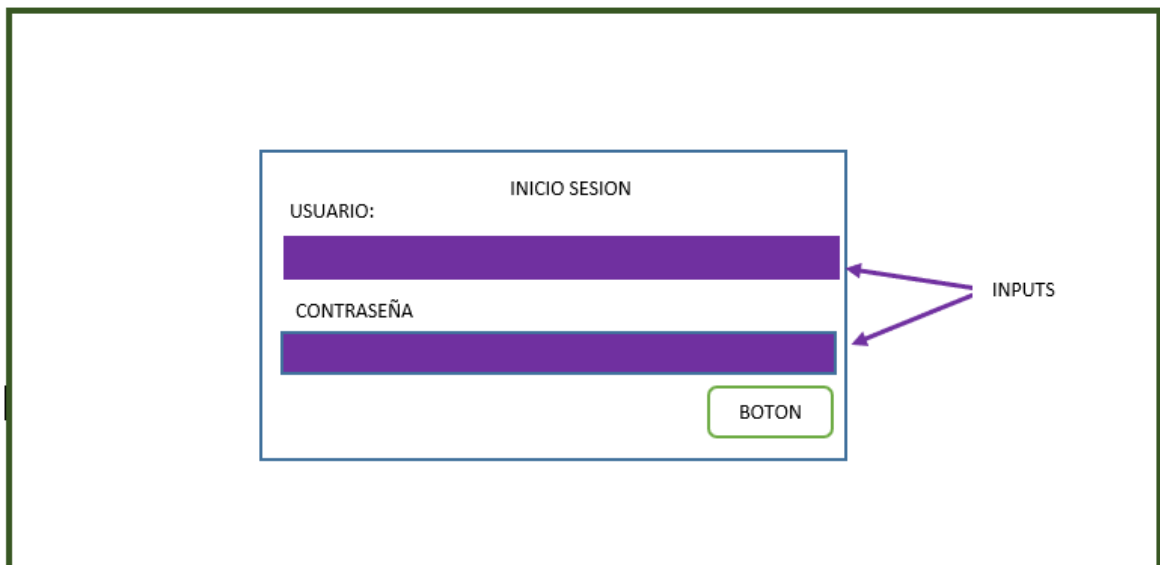 INICIO SESION
USUARIO:
INPUTS
CONTRASEÑA
BOTON